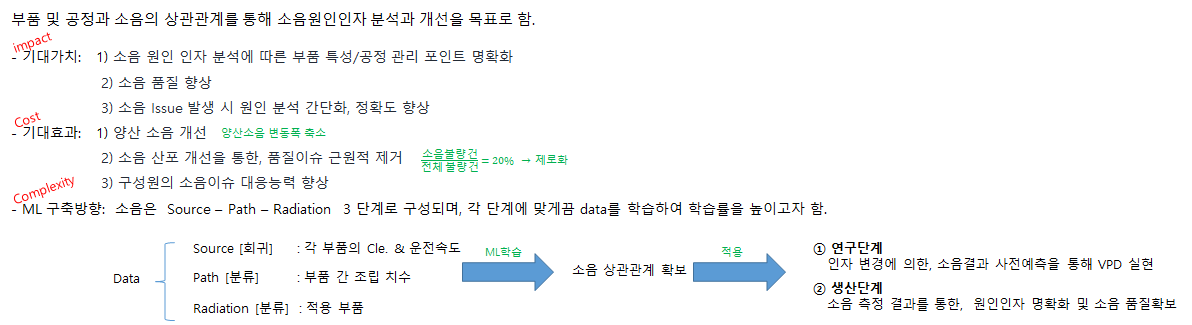 부품 및 공정과 소음의 상관관계를 통해 소음원인인자 분석과 개선을 목표로 함.
impact
- 기대가치: 1) 소음 원인 인자 분석에 따른 부품 특성/공정 관리 포인트 명확화
2) 소음 품질 향상
3) 소음 Issue 발생 시 원인 분석 간단화, 정확도 향상
Cost
- 기대효과: 1) 양산 소음 개선 양산소음 변동폭 축소
2) 소음 산포 개선을 통한, 품질이슈 근원적 제거 소음불량건/전체 불량건 = 20% → 제로화
3) 구성원의 소음이슈 대응능력 향상
Complexity
- ML 구축방향: 소음은 Source – Path – Radiation 3 단계로 구성되며, 각 단계에 맞게끔 data를 학습하여 학습률을 높이고자 함.
Data
Source [회귀] : 각 부품의 Cle. & 운전속도
Path [분류] : 부품 간 조립 치수
Radiation [분류] : 적용 부품
ML학습
소음 상관관계 확보
적용
① 연구단계
인자 변경에 의한, 소음결과 사전예측을 통해 VPD 실현
② 생산단계
소음 측정 결과를 통한, 원인인자 명확화 및 소음 품질확보